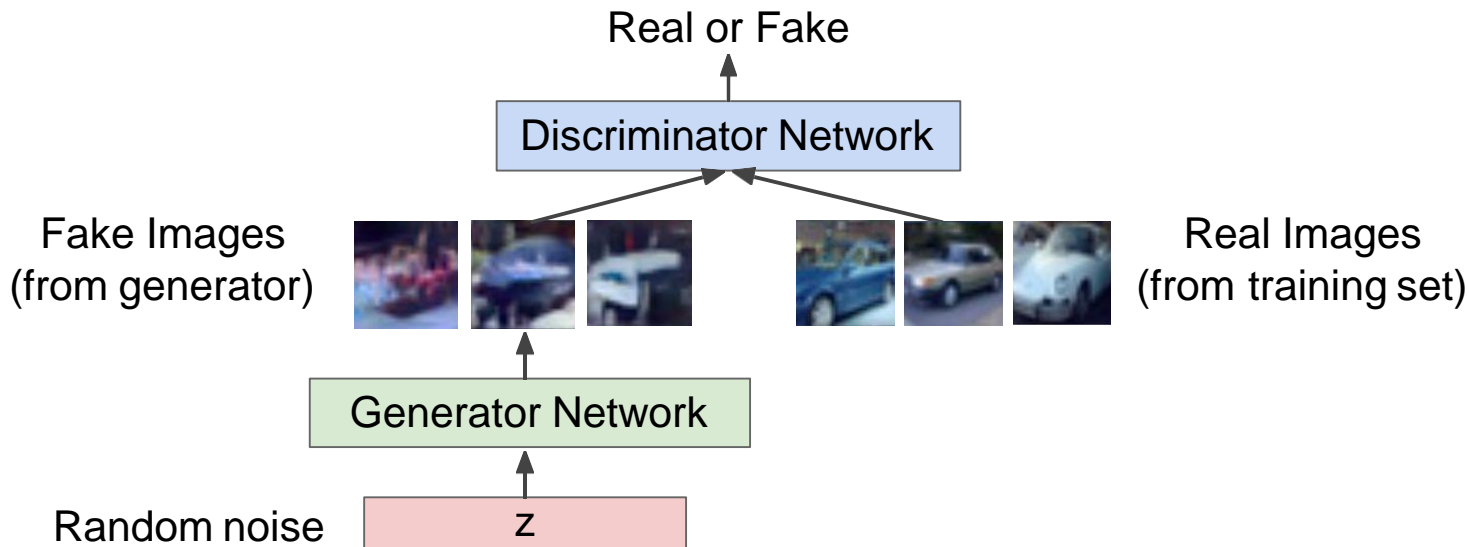 Real or Fake
Discriminator Network
Fake Images
(from generator)
Real Images
(from training set)
Generator Network
Random noise
z